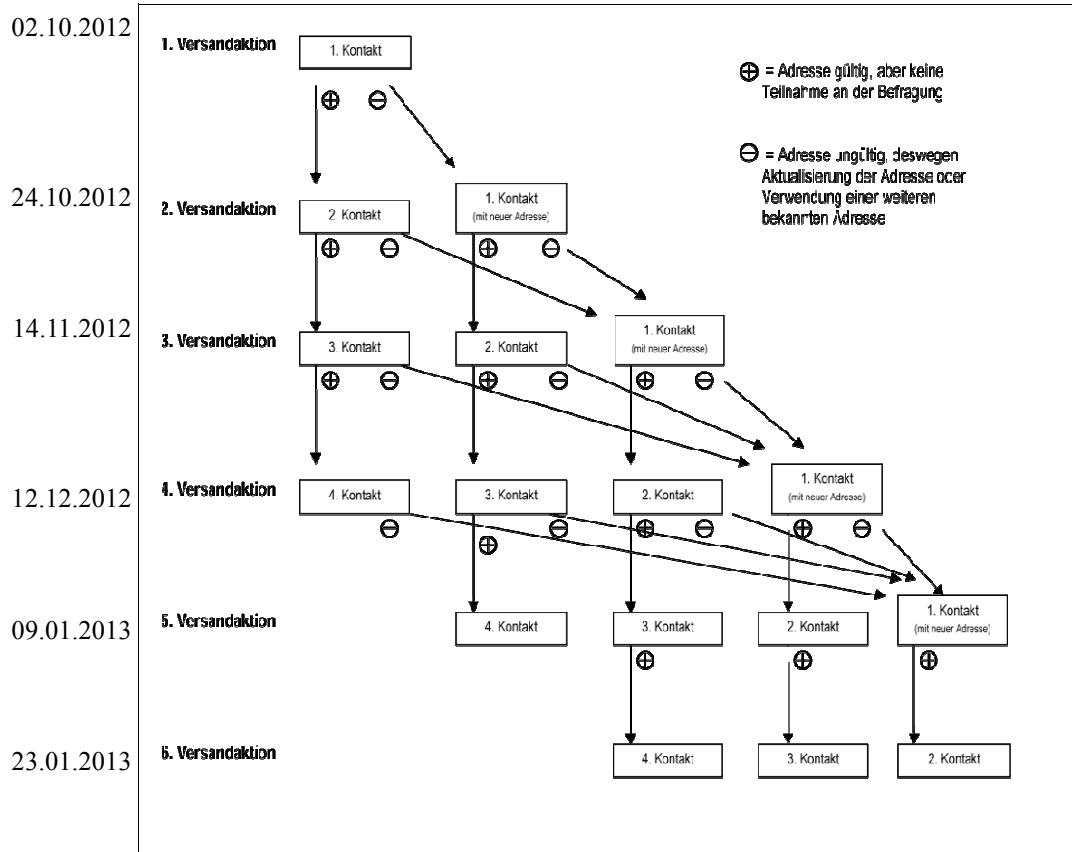 02.10.2012
1. Versandaktion
1. Kontakt
⊕ = Adresse gültig, aber keine
Teilnahme an der Befragung
⊕ ⊖
⊖ = Adresse ungültig, deswegen
Aktualisierung der Adresse oder
Verwendung einer weiteren
bekannten Adresse
24.10.2012
2. Versandaktion
2. Kontakt
1. Kontakt
(mit neuer Adresse)
⊕ ⊖ ⊕ ⊖
14.11.2012
3. Versandaktion
3. Kontakt
2. Kontakt
1. Kontakt
(mit neuer Adresse)
⊕ ⊖ ⊕ ⊖ ⊕ ⊖
12.12.2012
4. Versandaktion
4. Kontakt
3. Kontakt
2. Kontakt
1. Kontakt
(mit neuer Adresse)
⊖ ⊕ ⊖ ⊕ ⊖ ⊕ ⊖
09.01.2013
5. Versandaktion
4. Kontakt
3. Kontakt
2. Kontakt
1. Kontakt
(mit neuer Adresse)
⊕ ⊕ ⊕
23.01.2013
6. Versandaktion
4. Kontakt
3. Kontakt
2. Kontakt